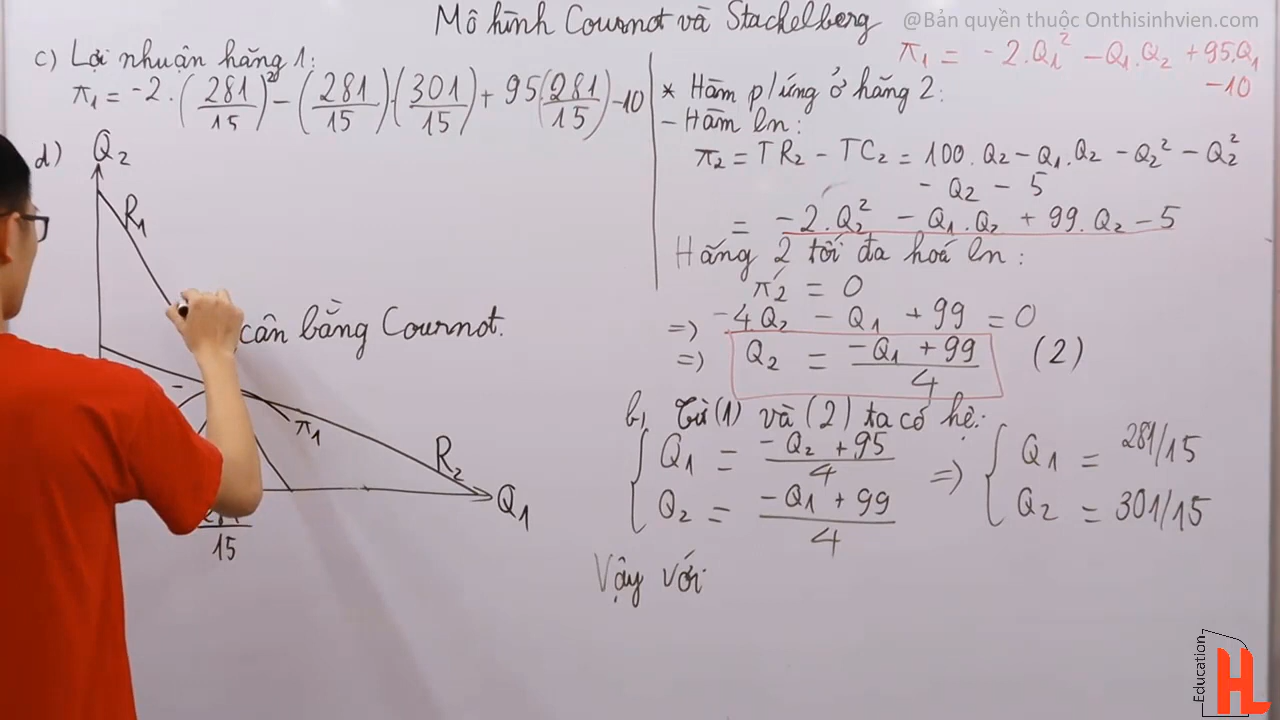 Mô hình Cournot và Stackelberg
@Bản quyền thuộc Onthisinhvien.com
π1 = -2.Q1² - Q1.Q2 + 95.Q1
-10
c) Lợi nhuận hãng 1:
π1 = -2.(281/15)² - (281/15).(301/15) + 95.(281/15) - 10
d)
Q2
R1
cân bằng Cournot.
π1
R2
Q1
15
* Hàm p/ứng ở hãng 2:
- Hàm ln:
π2 = TR2 - TC2 = 100.Q2 - Q1.Q2 - Q2² - Q2²
- Q2 - 5
= -2.Q2² - Q1.Q2 + 99.Q2 - 5
Hãng 2 tối đa hoá ln:
π2' = 0
=) -4Q2 - Q1 + 99 = 0
=) Q2 = (-Q1 + 99)/4 (2)
b, Từ (1) và (2) ta có hệ:
{ Q1 = (-Q2 + 95)/4 =) { Q1 = 281/15
Q2 = (-Q1 + 99)/4 Q2 = 301/15
Vậy với
Education
HL